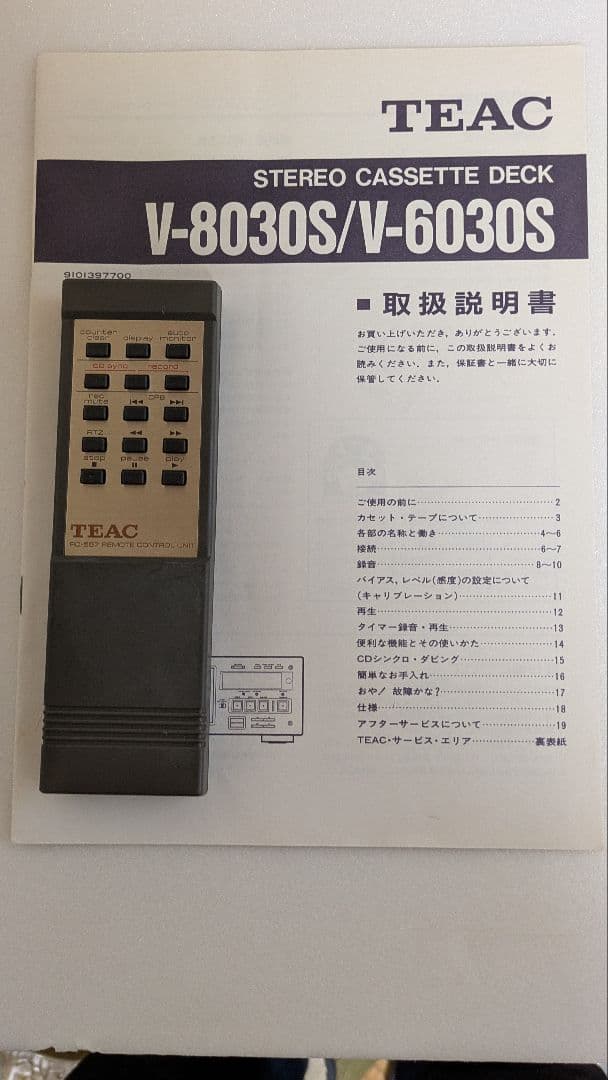 TEAC
STEREO CASSETTE DECK
V-8030S/V-6030S
9101397700
■ 取扱説明書
お買い上げいただき、ありがとうございます。
ご使用になる前に、この取扱説明書をよくお
読みください。また、保証書と一緒に大切に
保管してください。
目次
ご使用の前に……2
カセット・テープについて……3
各部の名称と働き……4〜6
接続……6〜7
録音……8〜10
バイアス、レベル(感度)の設定について
(キャリブレーション)……11
再生……12
タイマー録音・再生……13
便利な機能とその使いかた……14
CDシンクロ・ダビング……15
簡単なお手入れ……16
おや! 故障かな?……17
仕様……18
アフターサービスについて……19
TEAC・サービス・エリア……裏表紙
counter clear display auto monitor
CD sync record
rec mute CPS
RTZ
stop pause play
TEAC
RC-567 REMOTE CONTROL UNIT